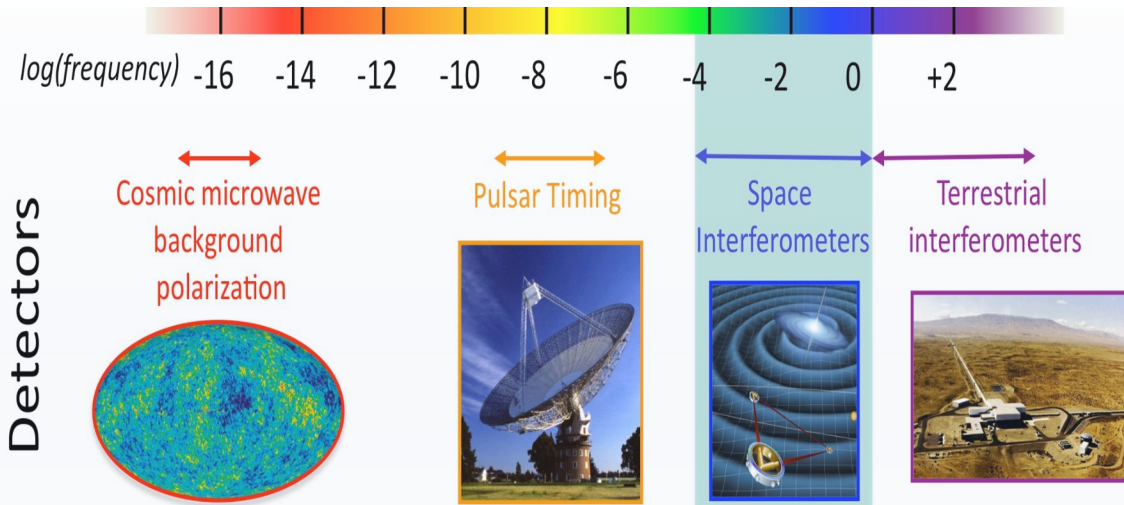 log(frequency) -16 -14 -12 -10 -8 -6 -4 -2 0 +2
Detectors
Cosmic microwave
background
polarization
Pulsar Timing
Space
Interferometers
Terrestrial
interferometers